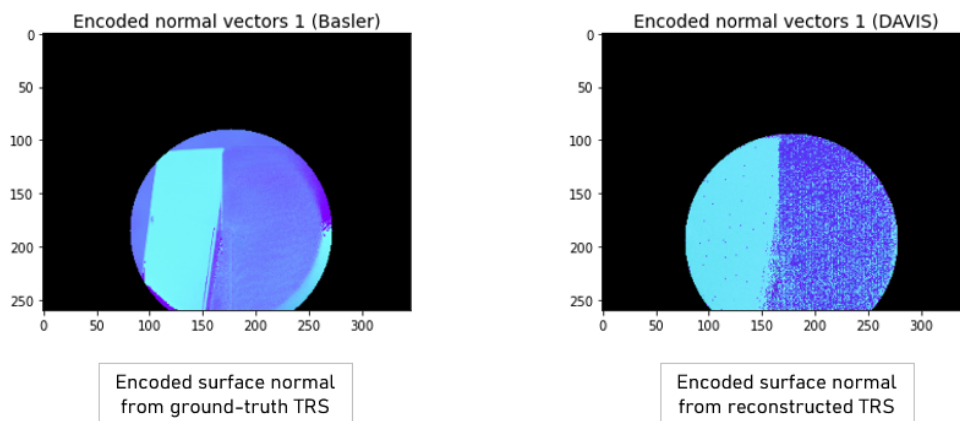 Encoded normal vectors 1 (Basler)
0
50
100
150
200
250
0 50 100 150 200 250 300
Encoded surface normal
from ground-truth TRS
Encoded normal vectors 1 (DAVIS)
0
50
100
150
200
250
0 50 100 150 200 250 300
Encoded surface normal
from reconstructed TRS